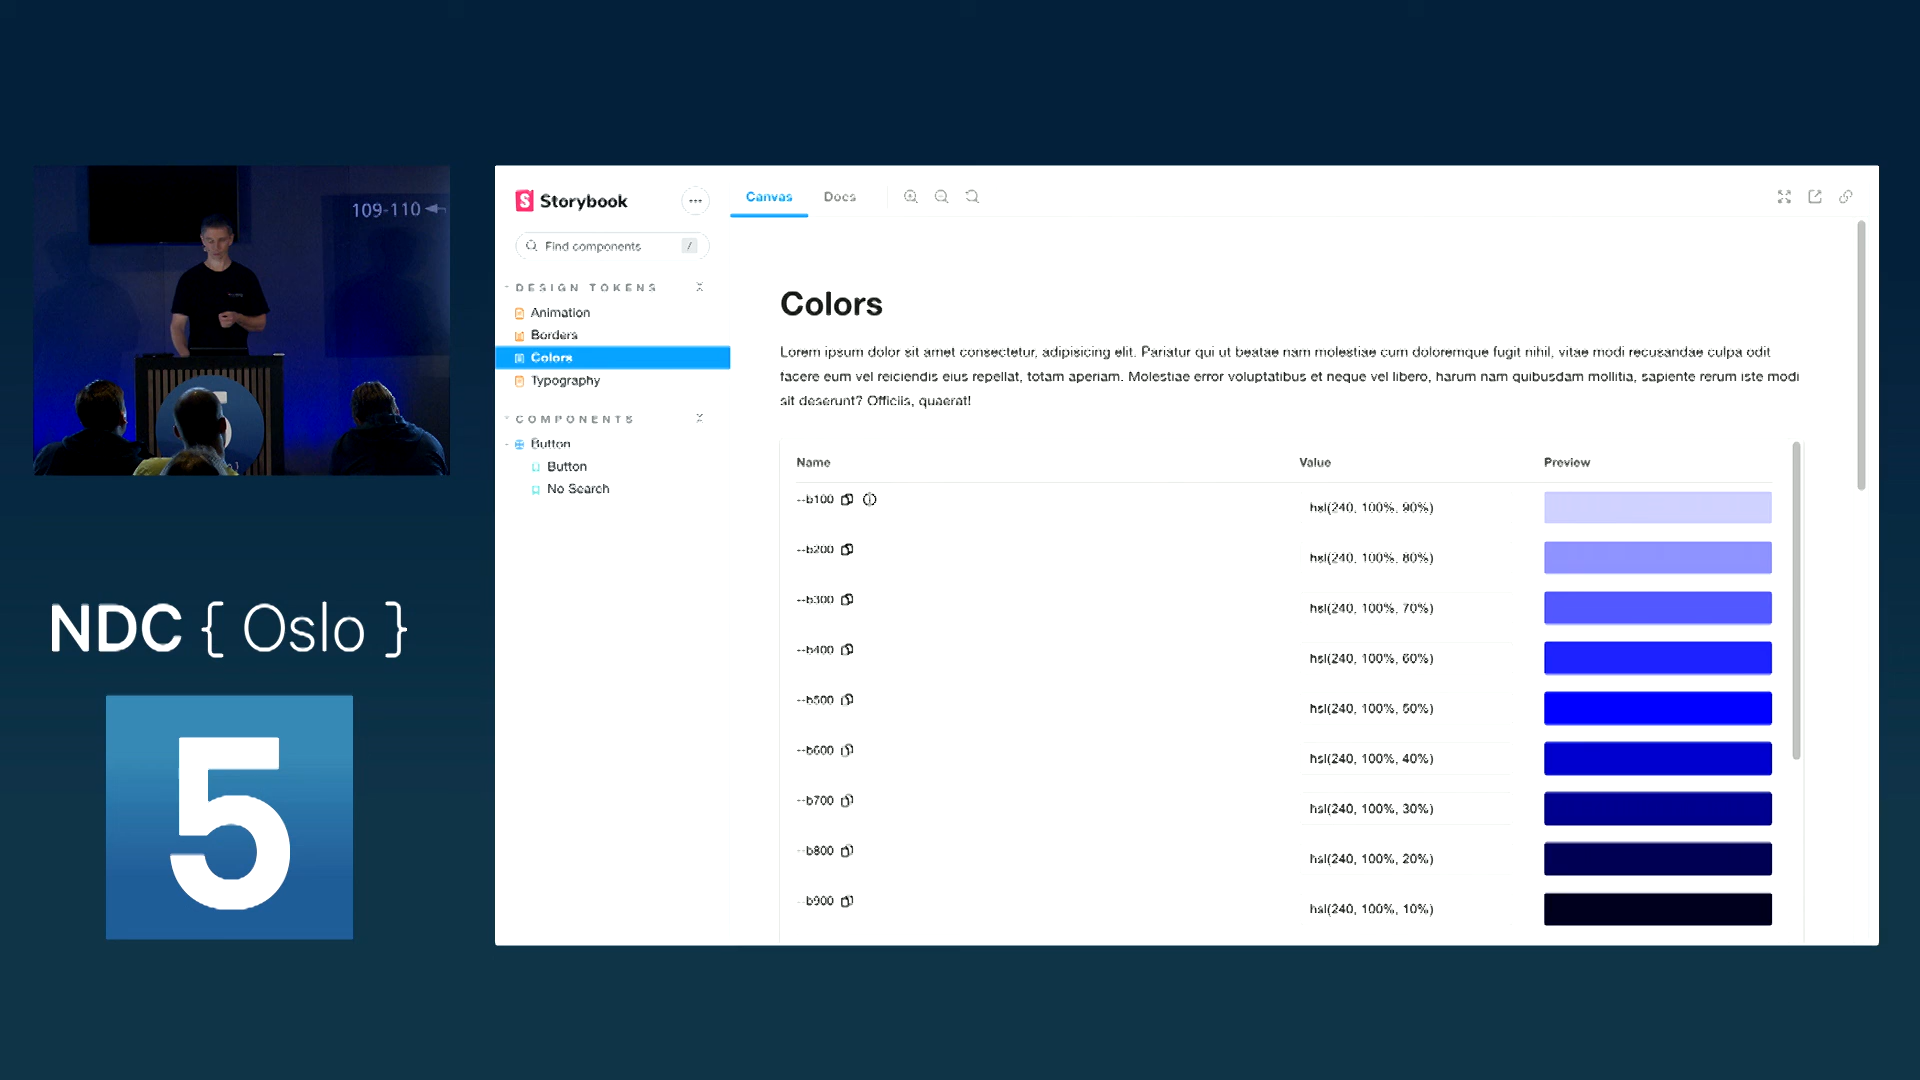 109-110
NDC { Oslo }
5
Storybook
Find components
/
DESIGN TOKENS
Animation
Borders
Colors
Typography
COMPONENTS
Button
Button
No Search
Canvas
Docs
Colors
Lorem ipsum dolor sit amet consectetur, adipisicing elit. Pariatur qui ut beatae nam molestiae cum doloremque fugit nihil, vitae modi recusandae culpa odit
facere eum vel reiciendis eius repellat, totam aperiam. Molestiae error voluptatibus et neque vel libero, harum nam quibusdam mollitia, sapiente rerum iste modi
sit deserunt? Officiis, quaerat!
Name Value Preview
--b100 hsl(240, 100%, 90%)
--b200 hsl(240, 100%, 80%)
--b300 hsl(240, 100%, 70%)
--b400 hsl(240, 100%, 60%)
--b500 hsl(240, 100%, 50%)
--b600 hsl(240, 100%, 40%)
--b700 hsl(240, 100%, 30%)
--b800 hsl(240, 100%, 20%)
--b900 hsl(240, 100%, 10%)